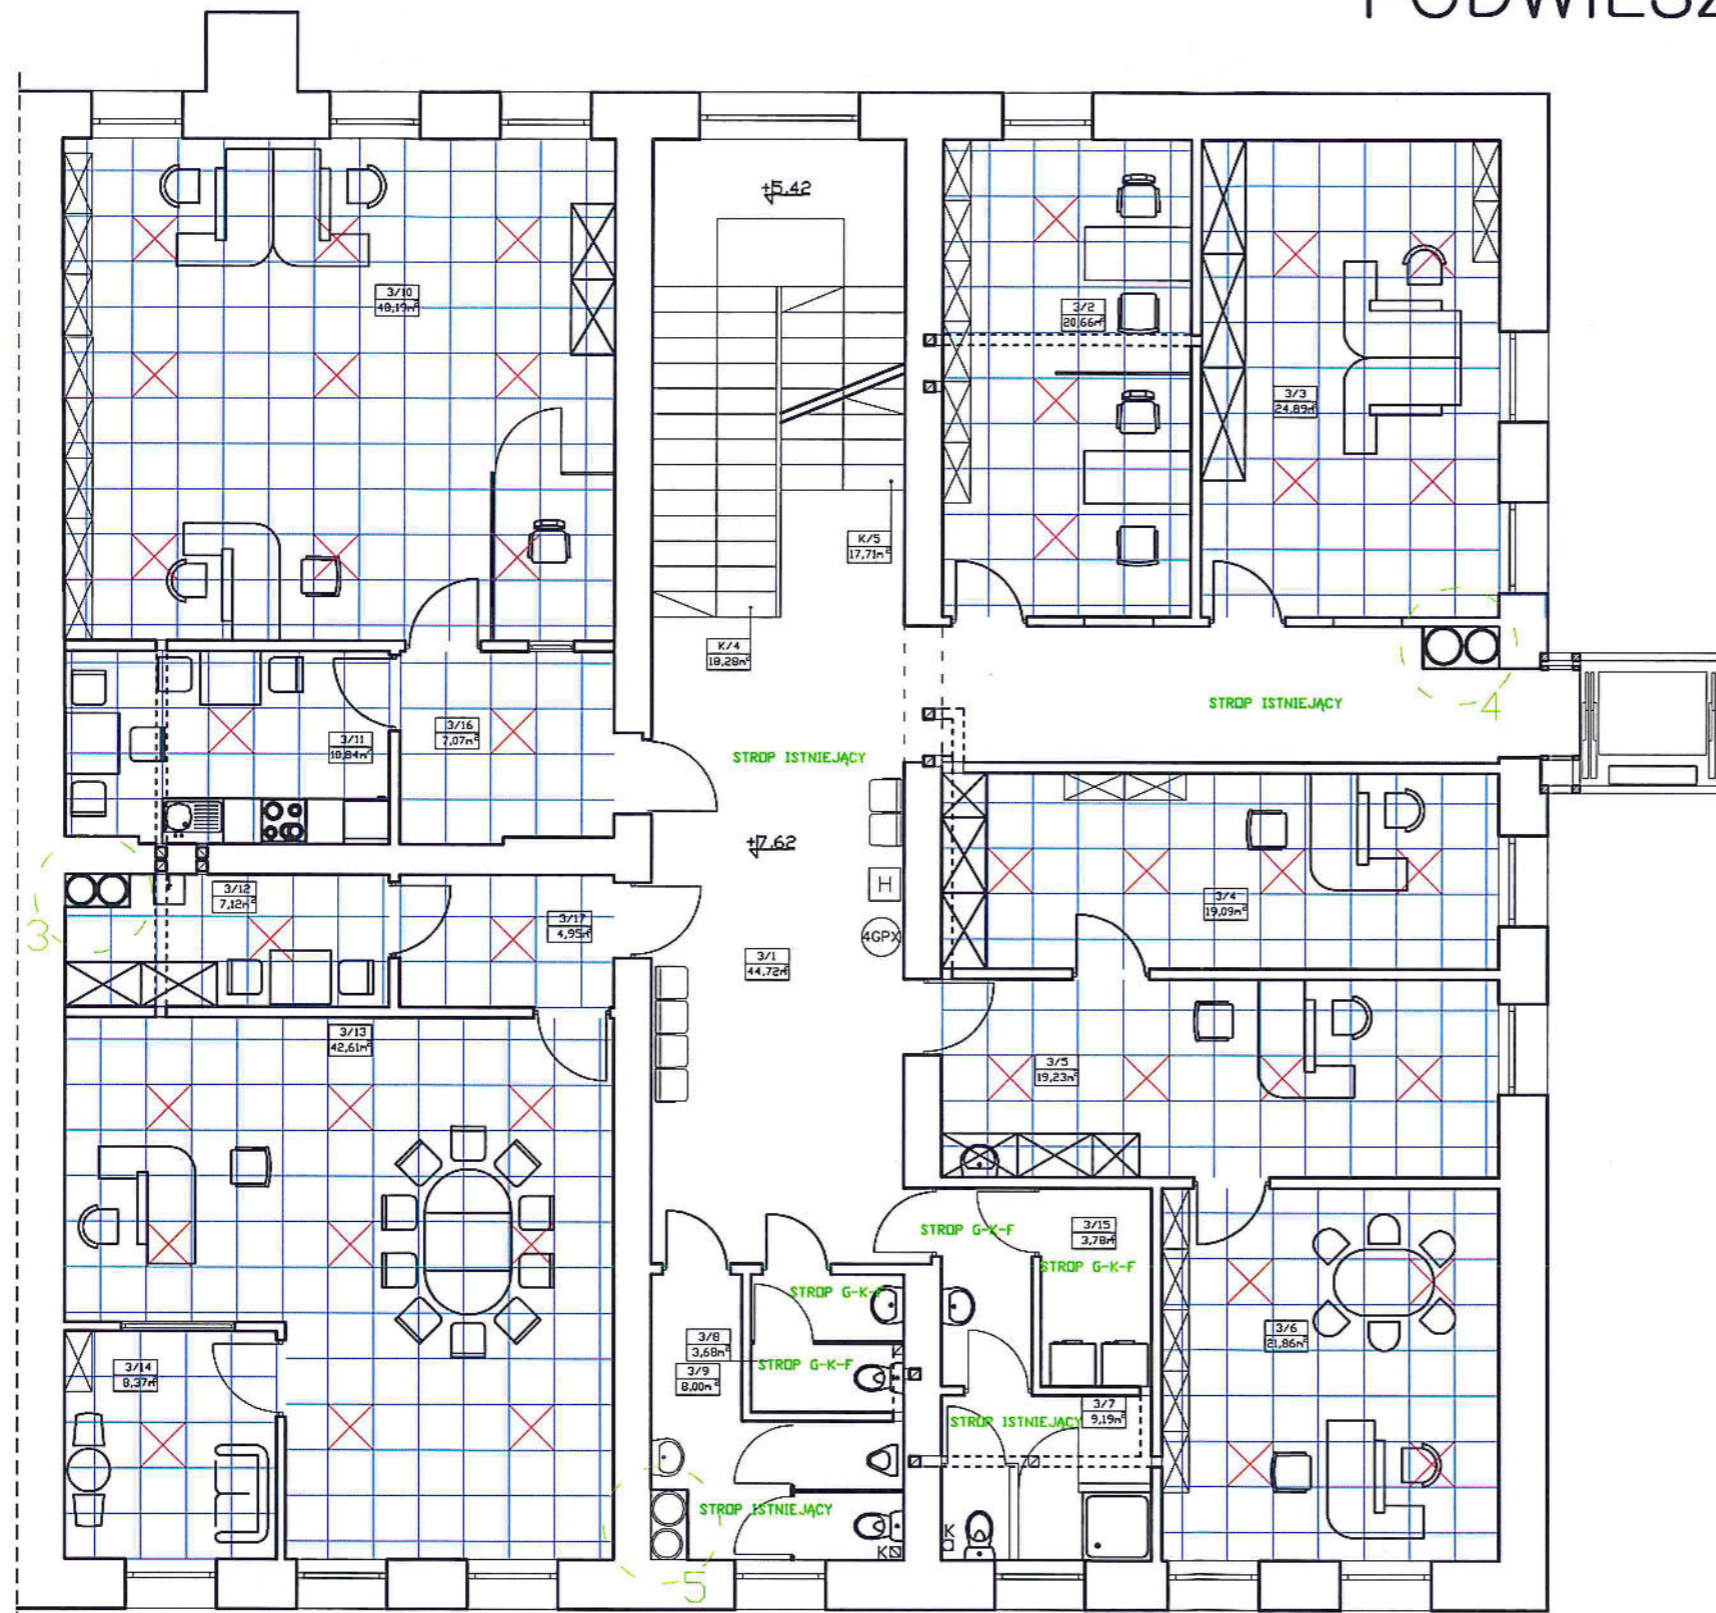 +5.42
3/10
48,19m²
3/2
20,66m²
3/3
24,89m²
K/5
17,71m²
K/4
18,28m²
STROP ISTNIEJĄCY
4
3/16
7,07m²
3/11
10,84m²
STROP ISTNIEJĄCY
+7.62
H
3/12
7,12m²
3/4
19,09m²
3/17
4,95m²
3
4GPX
3/1
44,72m²
3/13
42,61m²
3/5
19,23m²
STROP G-K-F
3/15
3,78m²
STROP G-K-F
STROP G-K-F
3/8
3,68m²
3/6
21,86m²
STROP G-K-F
3/14
8,37m²
3/9
8,00m²
3/7
9,19m²
STROP ISTNIEJĄCY
STROP ISTNIEJĄCY
K
K
5